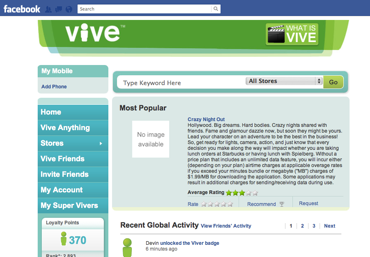 facebook
Search
vive™
WHAT IS
VIVE
My Mobile
Add Phone
Type Keyword Here
All Stores
Go
Home
Vive Anything
Stores
Vive Friends
Invite Friends
My Account
My Super Vivers
Loyalty Points
370
Rank*: 2,893
Most Popular
No image
available
Crazy Night Out
Hollywood. Big dreams. Hard bodies. Crazy nights shared with
friends. Fame and glamour dazzle now, but soon they might be yours.
Lead your character on an adventure to be the best in the business!
So, get ready for lights, camera, action, and just know that every
decision you make along the way will impact whether you are taking
lunch orders at Starbucks or having lunch with Spielberg. Without a
price plan that includes an unlimited data feature, you will incur either
(depending on your plan) airtime charges at applicable overage rates
if you exceed your minutes bundle or megabyte ("MB") charges of
$1.99/MB for downloading the application. Some applications may
result in additional charges for sending/receiving data during use.
Average Rating
Rate
Recommend
Request
Recent Global Activity View Friends' Activity
1 | 2 | 3 | Next
Devin unlocked the Viver badge
6 minutes ago